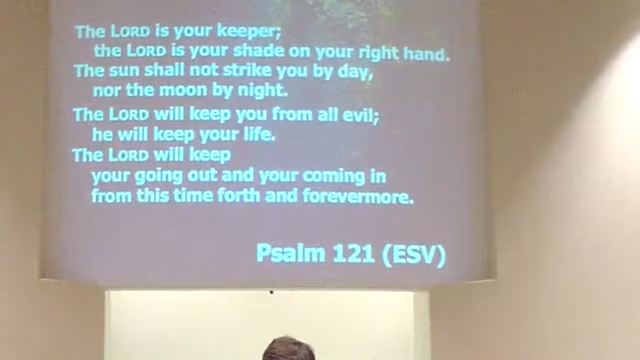 The LORD is your keeper;
the LORD is your shade on your right hand.
The sun shall not strike you by day,
nor the moon by night.
The LORD will keep you from all evil;
he will keep your life.
The LORD will keep
your going out and your coming in
from this time forth and forevermore.
Psalm 121 (ESV)